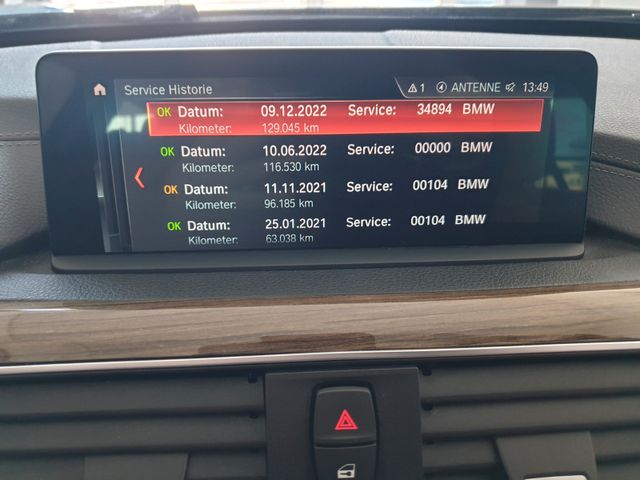 Service Historie 1 ANTENNE 13:49
OK Datum: 09.12.2022 Service: 34894 BMW
Kilometer: 129.045 km
OK Datum: 10.06.2022 Service: 00000 BMW
Kilometer: 116.530 km
OK Datum: 11.11.2021 Service: 00104 BMW
Kilometer: 96.185 km
OK Datum: 25.01.2021 Service: 00104 BMW
Kilometer: 63.038 km